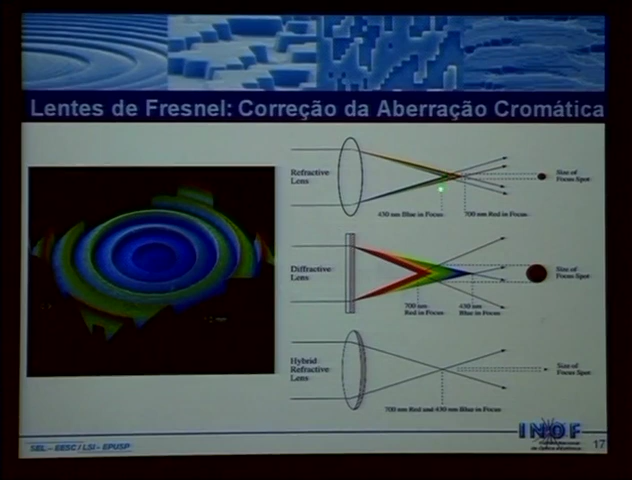 Lentes de Fresnel: Correção da Aberração Cromática
Refractive
Lens
430 nm Blue in Focus
700 nm Red in Focus
Size of
Focus Spot
Diffractive
Lens
700 nm
Red in Focus
430 nm
Blue in Focus
Size of
Focus Spot
Hybrid
Refractive
Lens
700 nm Red and 430 nm Blue in Focus
Size of
Focus Spot
SEL - EESC / LSI - EPUSP
INOF
17